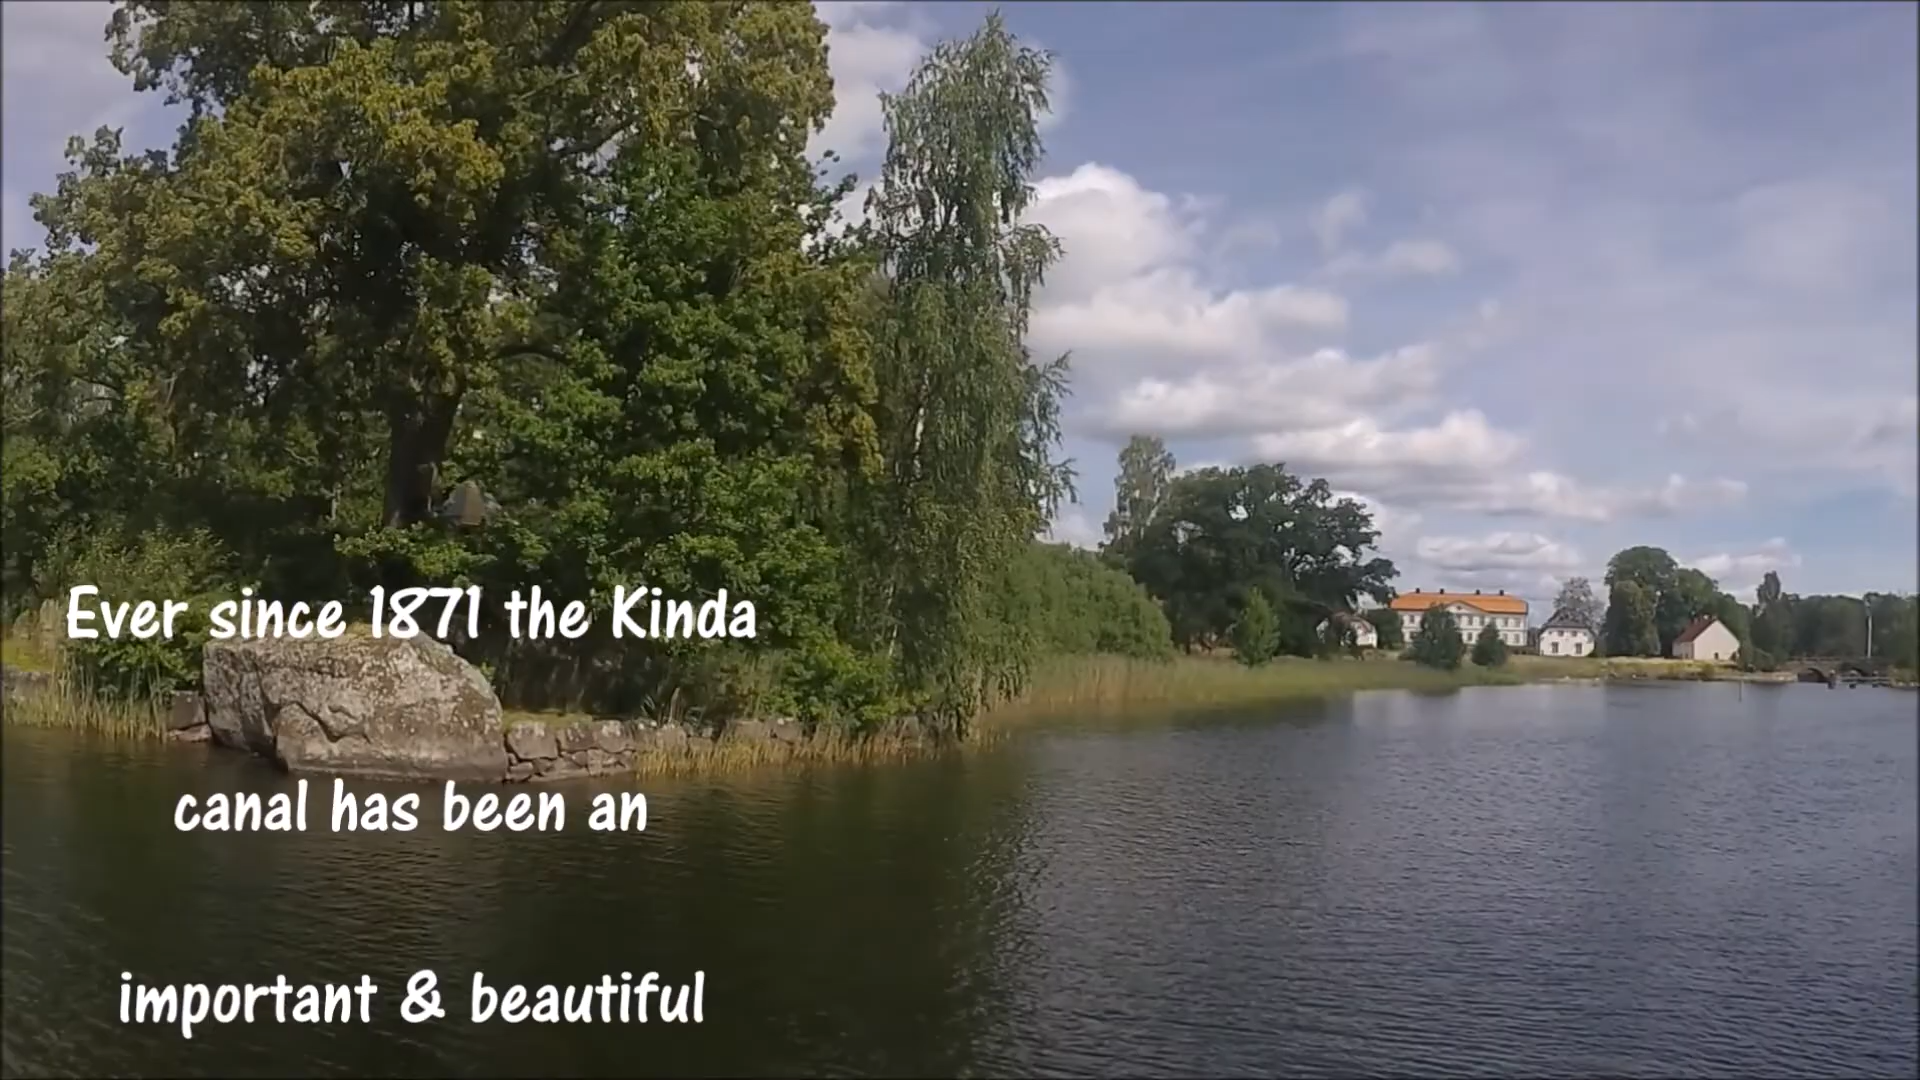 Ever since 1871 the Kinda
canal has been an
important & beautiful